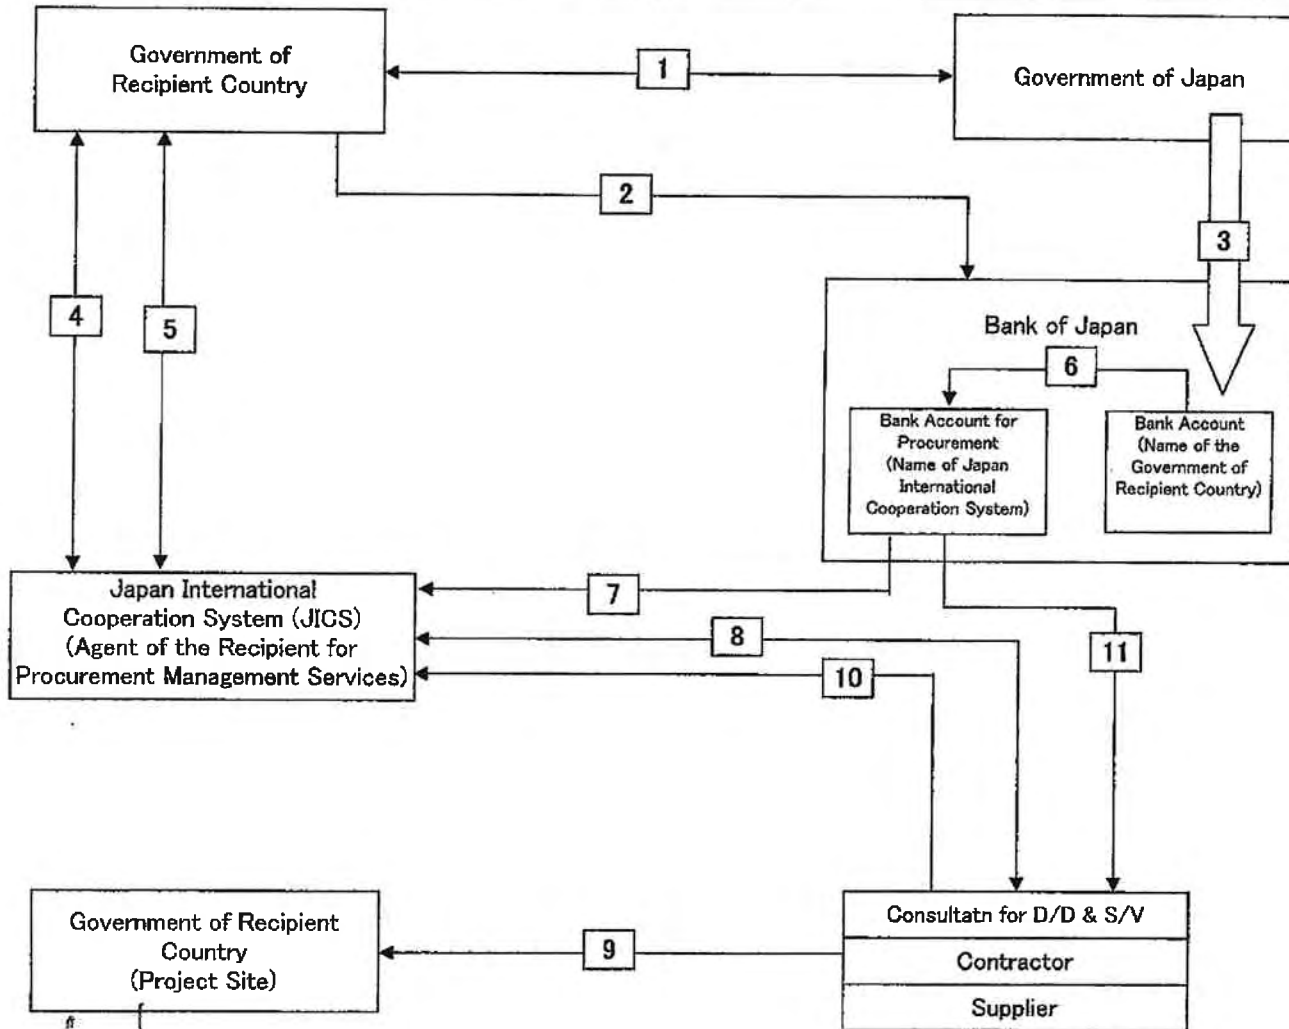 Government of
Recipient Country
1
Government of Japan
2
3
4
5
Bank of Japan
6
Bank Account for
Procurement
(Name of Japan
International
Cooperation System)
Bank Account
(Name of the
Government of
Recipient Country)
Japan International
Cooperation System (JICS)
(Agent of the Recipient for
Procurement Management Services)
7
8
10
11
Government of Recipient
Country
(Project Site)
9
Consultatn for D/D & S/V
Contractor
Supplier